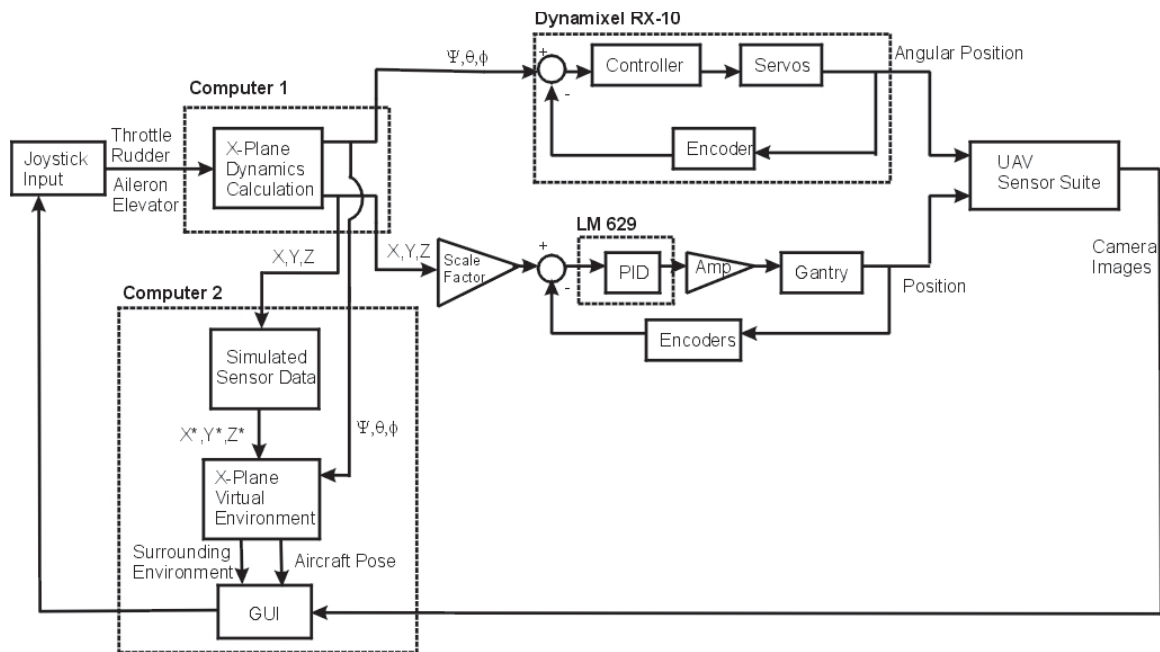 Dynamixel RX-10
Ψ,θ,ϕ
+
-
Controller
Servos
Angular Position
Encoder
Computer 1
Throttle
Rudder
Joystick
Input
Aileron
Elevator
X-Plane
Dynamics
Calculation
UAV
Sensor Suite
LM 629
X,Y,Z
Scale
Factor
+
-
PID
Amp
Gantry
Position
Encoders
Camera
Images
X,Y,Z
Computer 2
Simulated
Sensor Data
X*,Y*,Z*
Ψ,θ,ϕ
X-Plane
Virtual
Environment
Surrounding
Environment
Aircraft Pose
GUI